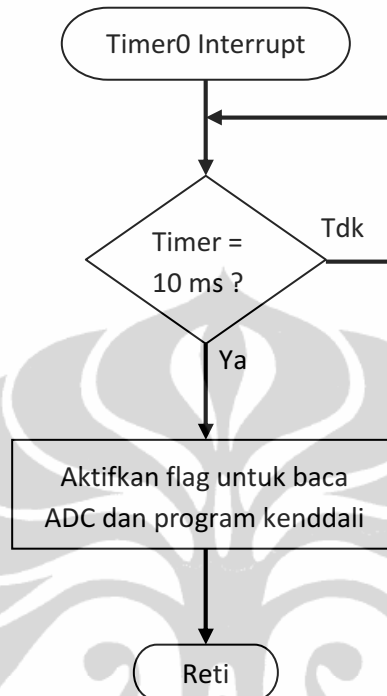 Timer0 Interrupt
Timer =
10 ms ?
Tdk
Ya
Aktifkan flag untuk baca
ADC dan program kenddali
Reti